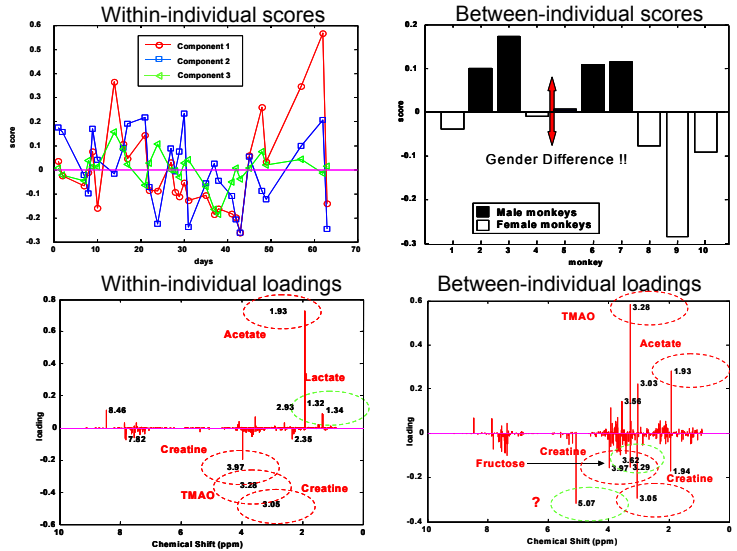 Within-individual scores
0.6
0.5
0.4
0.3
0.2
0.1
0
-0.1
-0.2
-0.3
score
Component 1
Component 2
Component 3
0 10 20 30 40 50 60 70
days
Between-individual scores
0.2
0.1
0
-0.1
-0.2
-0.3
score
Gender Difference !!
Male monkeys
Female monkeys
1 2 3 4 5 6 7 8 9 10
monkey
Within-individual loadings
0.8
0.6
0.4
0.2
0
-0.2
-0.4
-0.6
loading
1.93
Acetate
Lactate
8.46
2.93
1.32
1.34
7.82
2.35
Creatine
3.97
TMAO
3.28
Creatine
3.05
10 8 6 4 2 0
Chemical Shift (ppm)
Between-individual loadings
0.6
0.4
0.2
0
-0.2
-0.4
loading
3.28
TMAO
Acetate
3.03
1.93
3.56
Creatine
3.62
Fructose
3.97
3.29
1.94
Creatine
?
5.07
3.05
10 8 6 4 2 0
Chemical Shift (ppm)